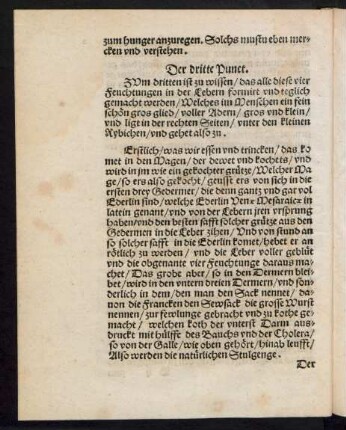 zum hunger anzuregen. Solchs mustu eben mer-
cken vnd verstehen.
Der dritte Punct.
ZVm dritten ist zu wissen / das alle diese vier
Feuchtungen in der Lebern formirt vnd teglich
gemacht werden / Welches im Menschen ein fein
schön gros glied / voller Adern / gros vnd klein /
vnd ligt in der rechten Seiten / vnter den kleinen
Rybichen / vnd gehet also zu.
Erstlich / was wir essen vnd trincken / das ko
met in den Magen / der dewet vnd kochets / vnd
wird in jm wie ein gekochter grütze / Welcher Ma
ge / so ers also gekocht / geusst ers von sich in die
ersten drey Gedermet / die denn gantz vnd gar vol
Ederlin sind / welche Ederlin Venæ Mesaraicæ in
latein genant / vnd von der Lebern jren vrsprung
haben / vnd den besten safft solcher grütze aus den
Gedermen in die Leber zihen / Vnd von stund an
so solcher safft in die Ederlin komet / hebet er an
rötlich zu werden / vnd die Leber voller geblüt
vnd die obgenante vier Feuchtunge daraus ma-
chet / Das grobe aber / so in den Dermern blei-
bet / wird in den vntern dreien Dermern / vnd son-
derlich in dem / den man den Sack nennet / da-
uon die Francken den Sewsack die grosse Wurst
nennen / zur fewlunge gebracht vnd zu kothe ge-
macht / welchen koth der vnterst Darm aus-
druckt mit hülffe des Bauchs vnd der Cholera /
so von der Galle / wie oben gehört / hinab leufft /
Also werden die natürlichen Stulgenge.
Der